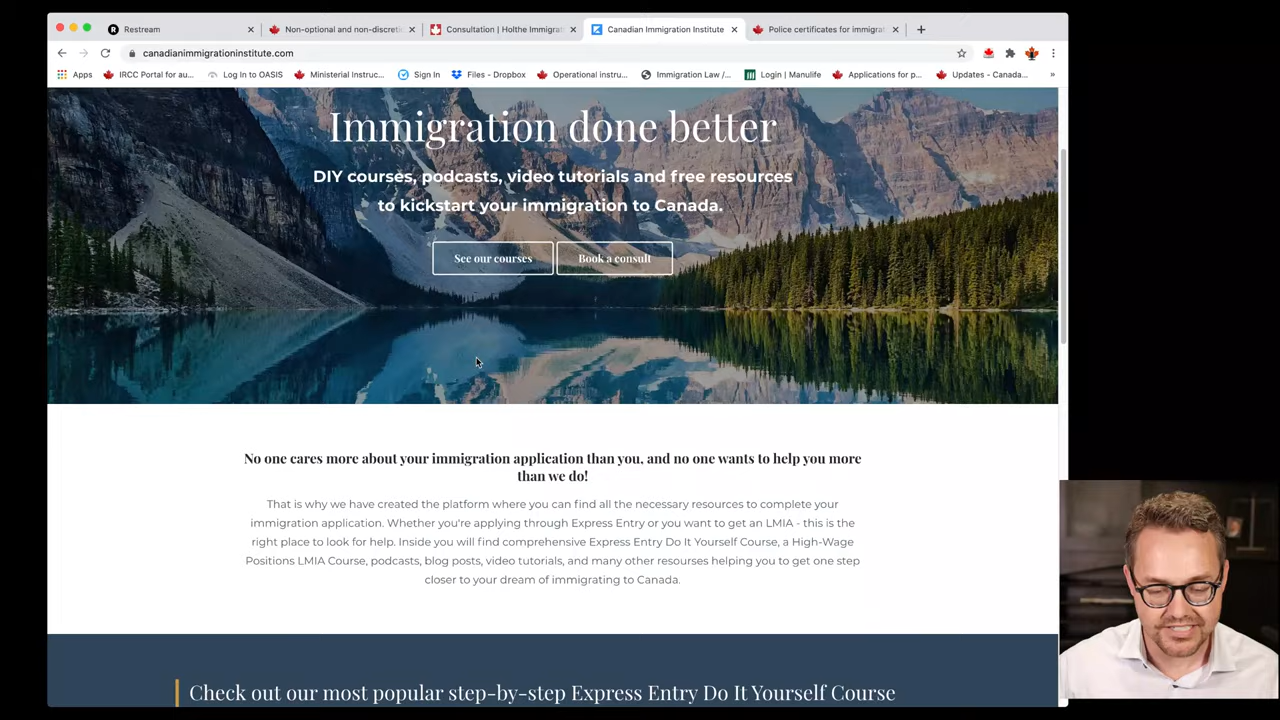 Restream
Non-optional and non-discreti
Consultation | Holthe Immigrati
Canadian Immigration Institute
Police certificates for immigrat
canadianimmigrationinstitute.com
Apps
IRCC Portal for au...
Log In to OASIS
Ministerial Instruc...
Sign In
Files - Dropbox
Operational instru...
Immigration Law /...
Login | Manulife
Applications for p...
Updates - Canada...
»
Immigration done better
DIY courses, podcasts, video tutorials and free resources
to kickstart your immigration to Canada.
See our courses
Book a consult
No one cares more about your immigration application than you, and no one wants to help you more
than we do!
That is why we have created the platform where you can find all the necessary resources to complete your
immigration application. Whether you're applying through Express Entry or you want to get an LMIA - this is the
right place to look for help. Inside you will find comprehensive Express Entry Do It Yourself Course, a High-Wage
Positions LMIA Course, podcasts, blog posts, video tutorials, and many other resourses helping you to get one step
closer to your dream of immigrating to Canada.
Check out our most popular step-by-step Express Entry Do It Yourself Course